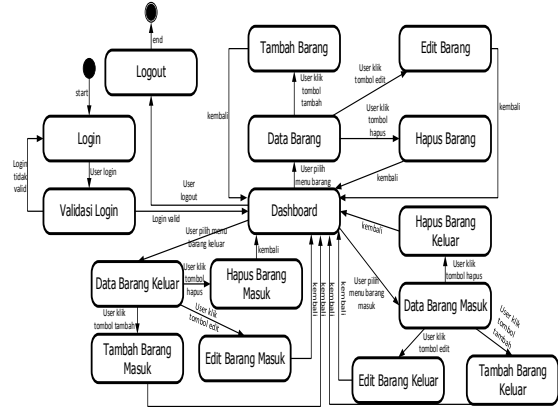 end
Logout
start
Login
User login
Login
tidak
valid
Validasi Login
Login valid
User
logout
Tambah Barang
Edit Barang
User klik
tombol
tambah
User klik
tombol edit
kembali
kembali
Data Barang
User klik
tombol
hapus
Hapus Barang
User pilih
menu barang
kembali
Dashboard
User pilih menu
barang keluar
kembali
Hapus Barang
Keluar
kembali
User klik
tombol hapus
Data Barang Keluar
User klik
tombol
hapus
Hapus Barang
Masuk
User pilih
menu barang
masuk
Data Barang Masuk
User klik
tombol tambah
User klik
tombol edit
kembali
kembali
kembali
kembali
User klik
tombol edit
User klik
tombol
tambah
Tambah Barang
Masuk
Edit Barang Masuk
Edit Barang Keluar
Tambah Barang
Keluar